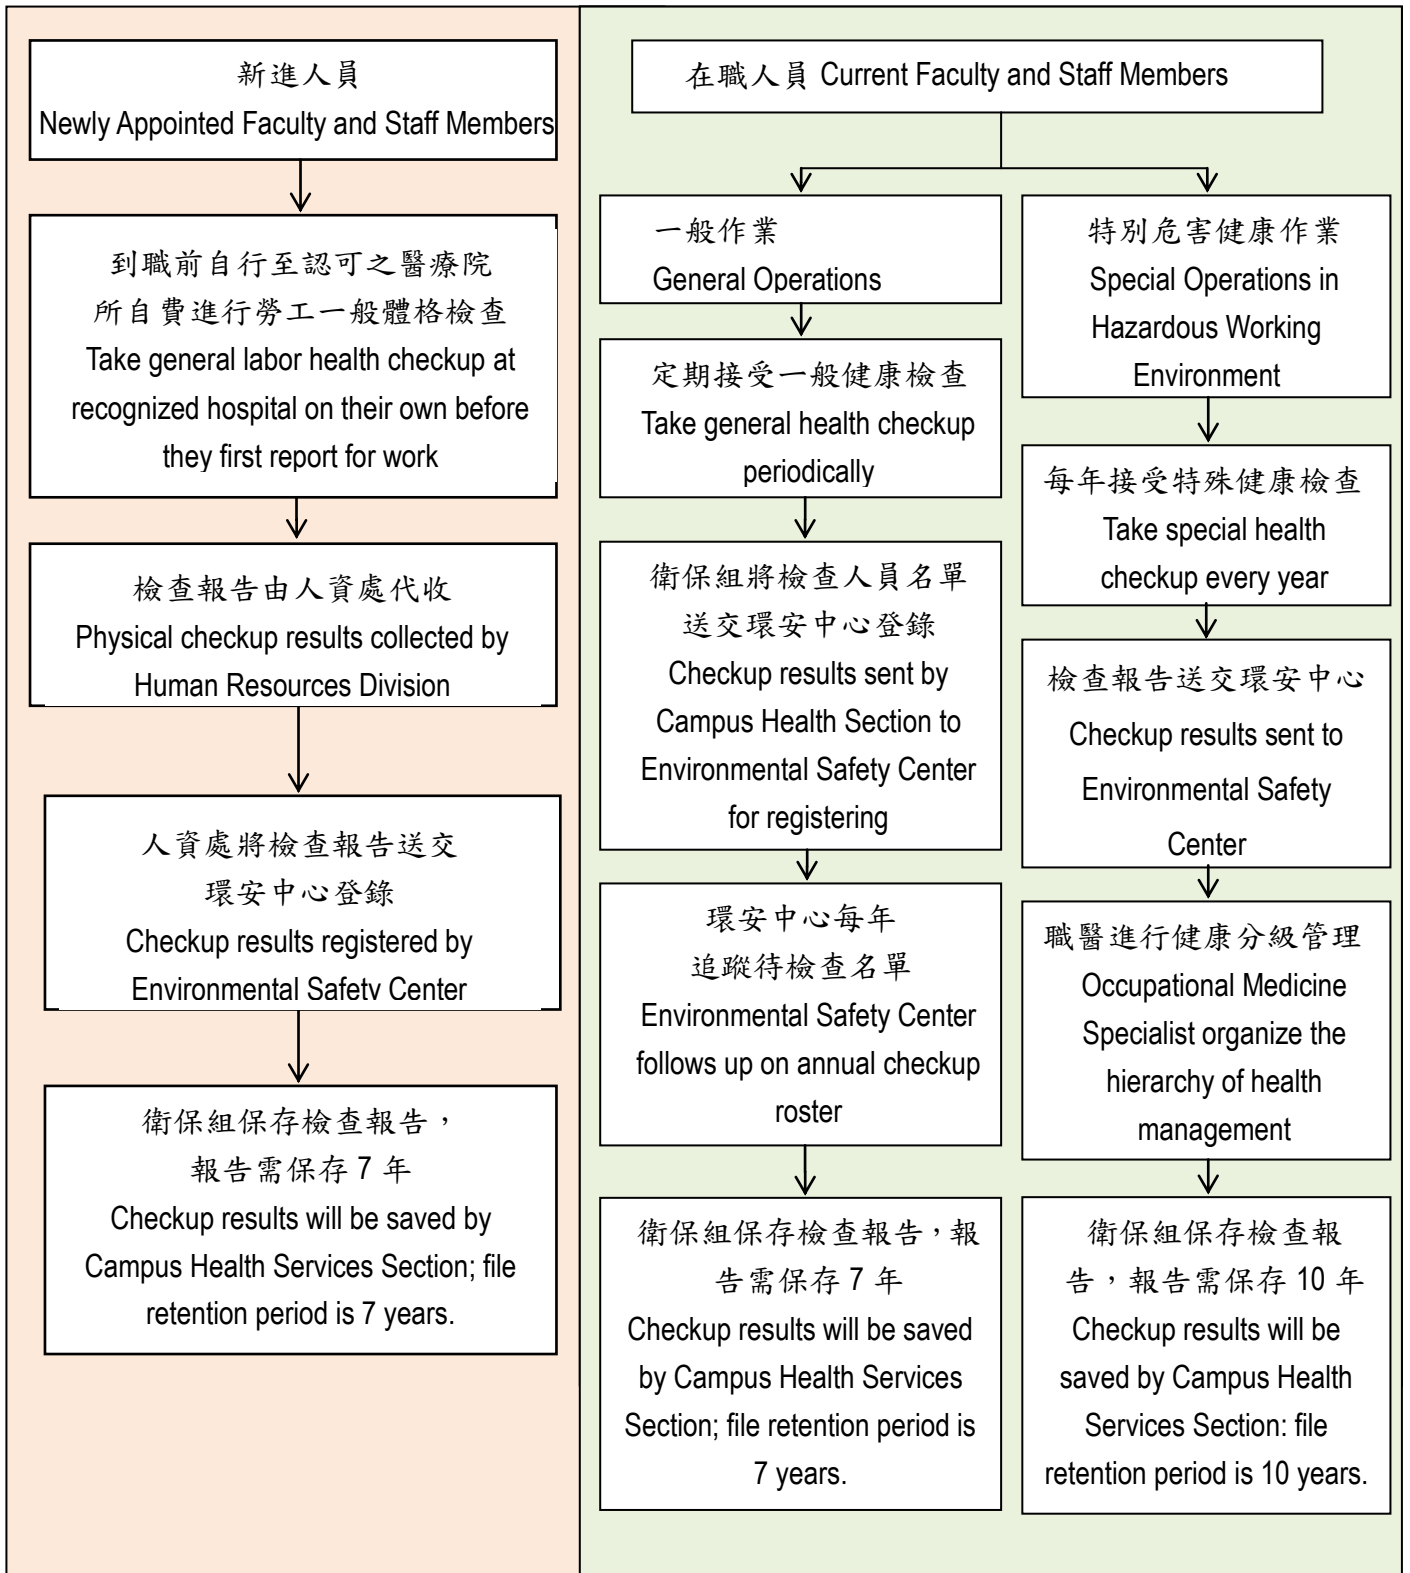 新進人員
Newly Appointed Faculty and Staff Members
到職前自行至認可之醫療院
所自費進行勞工一般體格檢查
Take general labor health checkup at
recognized hospital on their own before
they first report for work
檢查報告由人資處代收
Physical checkup results collected by
Human Resources Division
人資處將檢查報告送交
環安中心登錄
Checkup results registered by
Environmental Safety Center
衛保組保存檢查報告，
報告需保存 7 年
Checkup results will be saved by
Campus Health Services Section; file
retention period is 7 years.
在職人員 Current Faculty and Staff Members
一般作業
General Operations
定期接受一般健康檢查
Take general health checkup
periodically
衛保組將檢查人員名單
送交環安中心登錄
Checkup results sent by
Campus Health Section to
Environmental Safety Center
for registering
環安中心每年
追蹤待檢查名單
Environmental Safety Center
follows up on annual checkup
roster
衛保組保存檢查報告，報
告需保存 7 年
Checkup results will be saved
by Campus Health Services
Section; file retention period is
7 years.
特別危害健康作業
Special Operations in
Hazardous Working
Environment
每年接受特殊健康檢查
Take special health
checkup every year
檢查報告送交環安中心
Checkup results sent to
Environmental Safety
Center
職醫進行健康分級管理
Occupational Medicine
Specialist organize the
hierarchy of health
management
衛保組保存檢查報
告，報告需保存 10 年
Checkup results will be
saved by Campus Health
Services Section: file
retention period is 10 years.